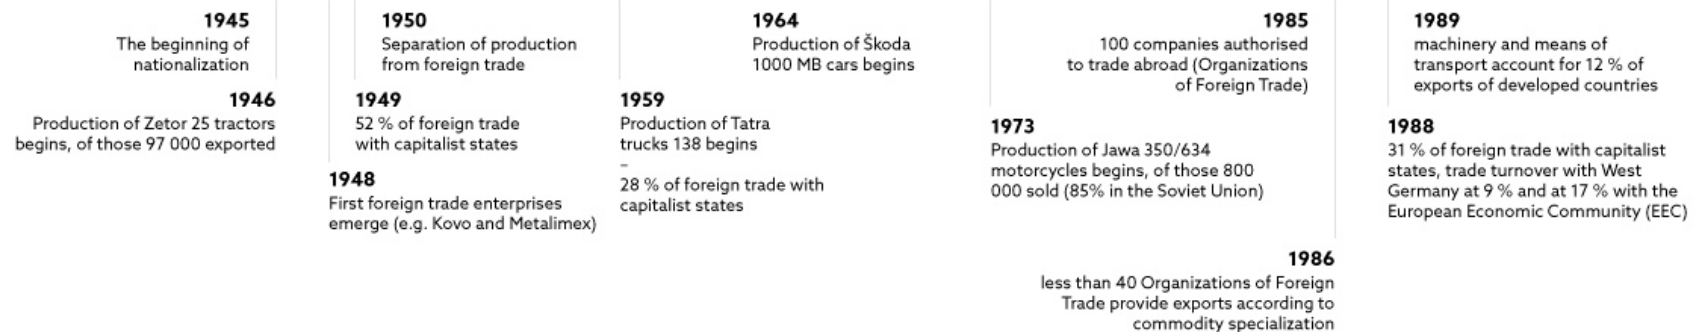 1945
The beginning of
nationalization
1946
Production of Zetor 25 tractors
begins, of those 97 000 exported
1950
Separation of production
from foreign trade
1949
52 % of foreign trade
with capitalist states
1948
First foreign trade enterprises
emerge (e.g. Kovo and Metalimex)
1964
Production of Škoda
1000 MB cars begins
1959
Production of Tatra
trucks 138 begins
–
28 % of foreign trade with
capitalist states
1985
100 companies authorised
to trade abroad (Organizations
of Foreign Trade)
1973
Production of Jawa 350/634
motorcycles begins, of those 800
000 sold (85% in the Soviet Union)
1986
less than 40 Organizations of Foreign
Trade provide exports according to
commodity specialization
1989
machinery and means of
transport account for 12 % of
exports of developed countries
1988
31 % of foreign trade with capitalist
states, trade turnover with West
Germany at 9 % and at 17 % with the
European Economic Community (EEC)